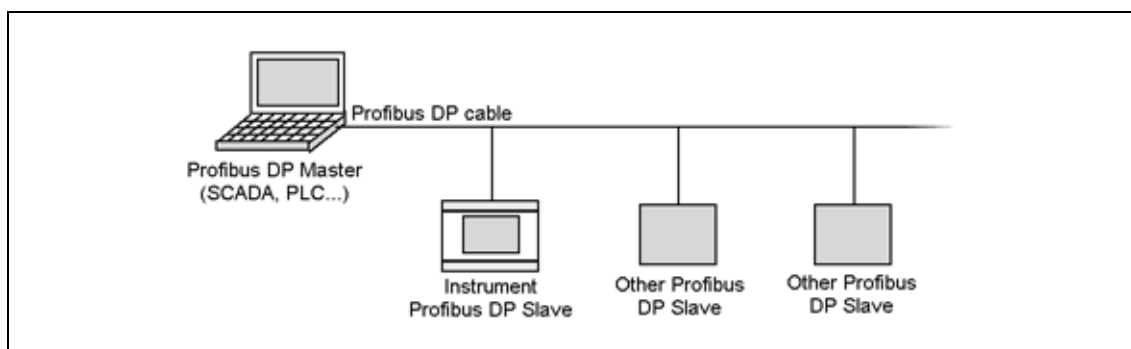 Profibus DP cable
Profibus DP Master
(SCADA, PLC...)
Instrument
Profibus DP Slave
Other Profibus
DP Slave
Other Profibus
DP Slave